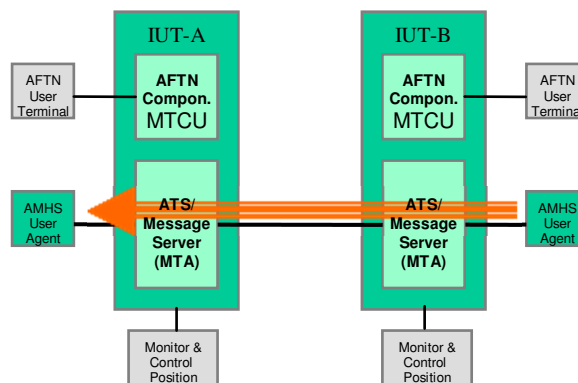 IUT-A
IUT-B
AFTN
User
Terminal
AFTN
Compon.
MTCU
AFTN
Compon.
MTCU
AFTN
User
Terminal
AMHS
User
Agent
ATS/
Message
Server
(MTA)
ATS/
Message
Server
(MTA)
AMHS
User
Agent
Monitor &
Control
Position
Monitor &
Control
Position